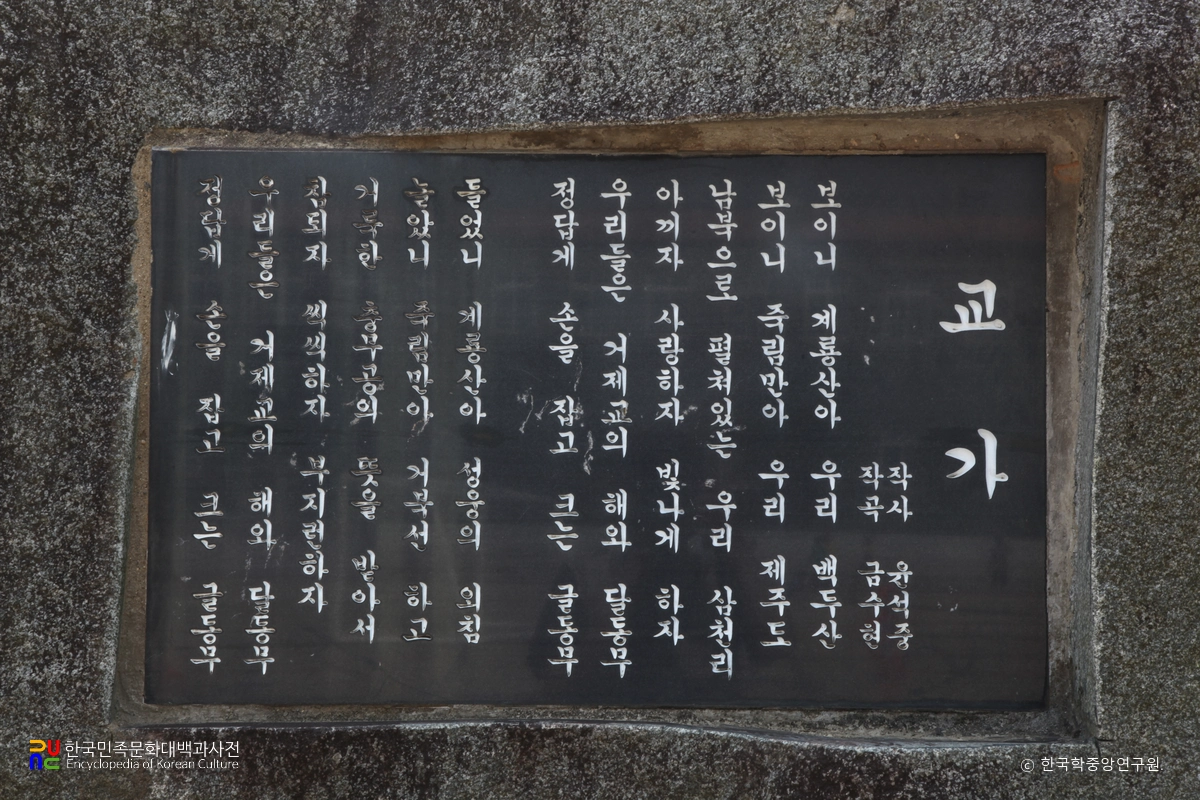 교가
작사 윤석중
작곡 금수현
보이니 계룡산아 우리 백두산
보이니 죽림만아 우리 제주도
남북으로 펼쳐있는 우리 삼천리
아끼자 사랑하자 빛나게 하자
우리들은 거제교의 해와 달동무
정답게 손을 잡고 크는 글동무
들었니 계룡산아 성웅의 외침
놀았니 죽림만아 거북선 하고
거룩한 충무공의 뜻을 받아서
참되자 씩씩하자 부지런하자
우리들은 거제교의 해와 달동무
정답게 손을 잡고 크는 글동무
한국민족문화대백과사전
Encyclopedia of Korean Culture
ⓒ 한국학중앙연구원.